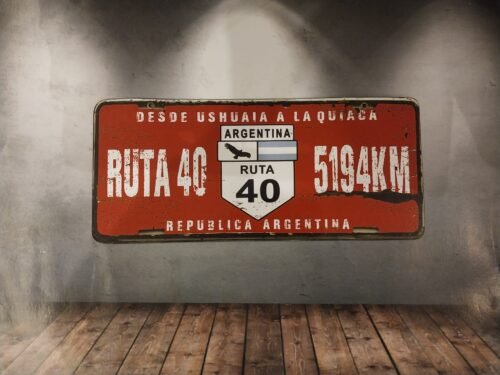 DESDE USHUAIA A LA QUIACA
ARGENTINA
RUTA 40
RUTA
40
5194KM
REPUBLICA ARGENTINA